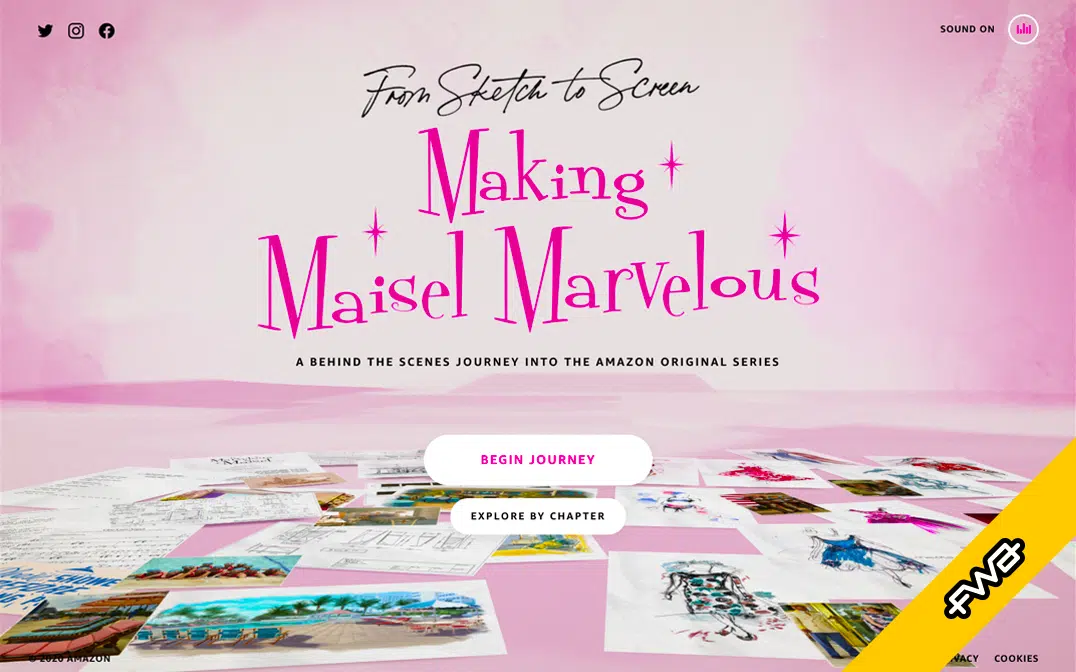 SOUND ON
From Sketch to Screen
Making
Maisel Marvelous
A BEHIND THE SCENES JOURNEY INTO THE AMAZON ORIGINAL SERIES
BEGIN JOURNEY
EXPLORE BY CHAPTER
fwa
© 2020 AMAZON
VACY COOKIES